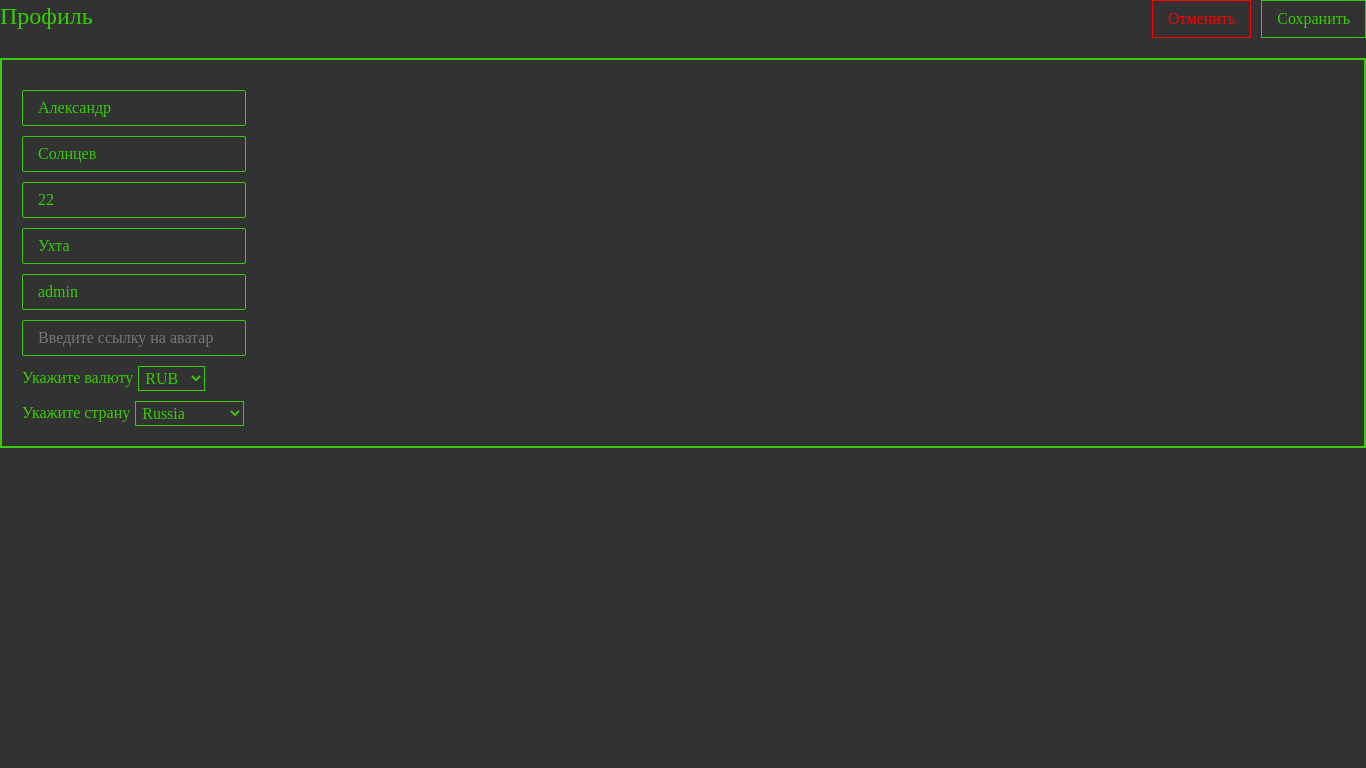 Профиль
Отменить
Сохранить
Александр
Солнцев
22
Ухта
admin
Введите ссылку на аватар
Укажите валюту RUB
Укажите страну Russia